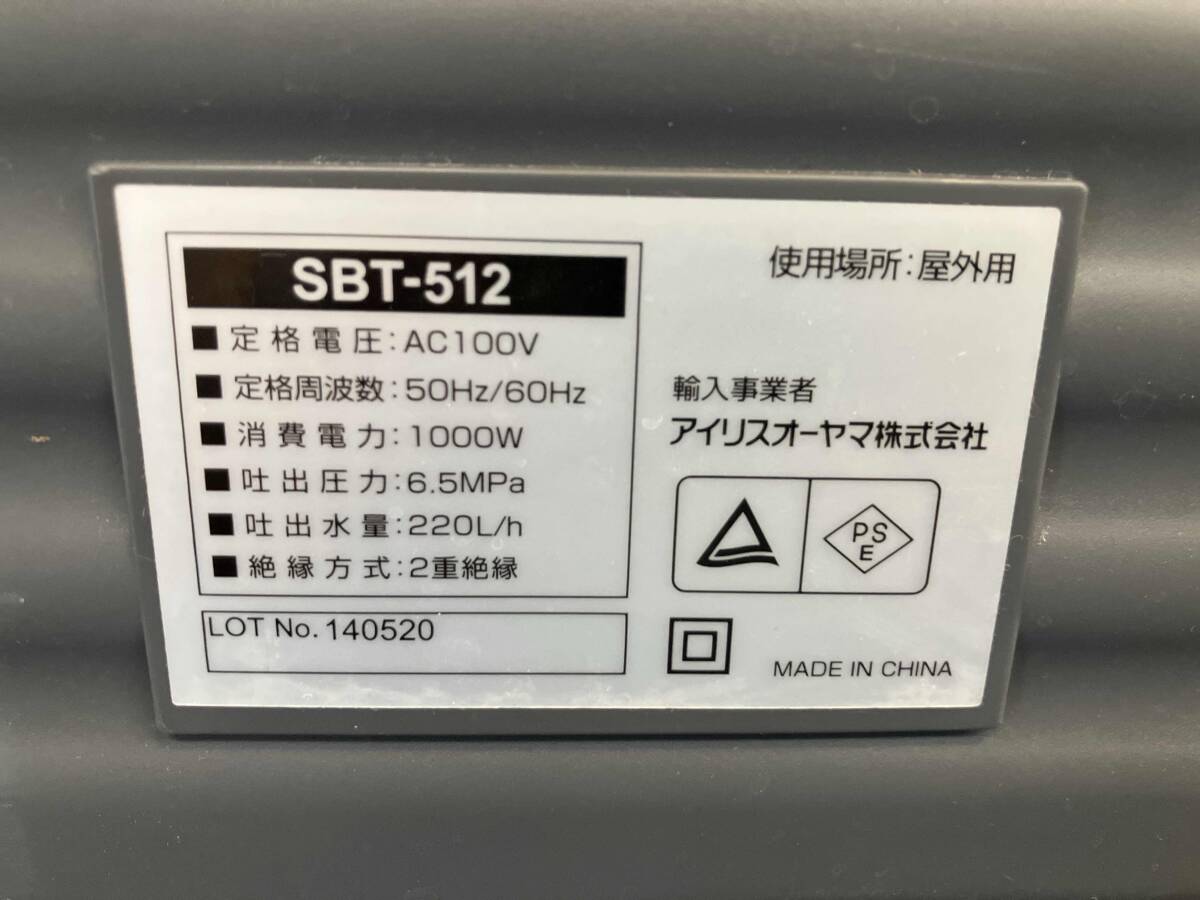 SBT-512
■ 定格電圧:AC100V
■ 定格周波数:50Hz/60Hz
■ 消費電力:1000W
■ 吐出圧力:6.5MPa
■ 吐出水量:220L/h
■ 絶縁方式:2重絶縁
LOT No. 140520
使用場所:屋外用
輸入事業者
アイリスオーヤマ株式会社
PS
E
MADE IN CHINA